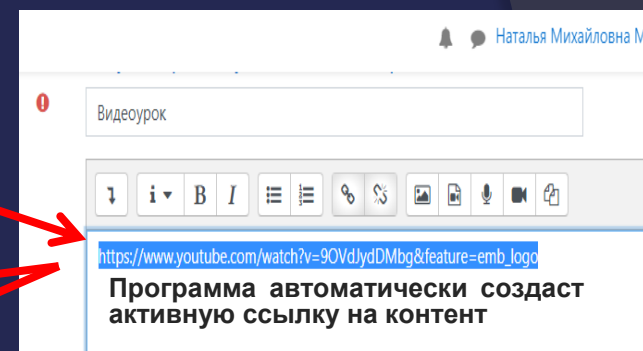 Наталья Михайловна М
Видеоурок
i B I
https://www.youtube.com/watch?v=9OVdJydDMbg&feature=emb_logo
Программа автоматически создаст
активную ссылку на контент